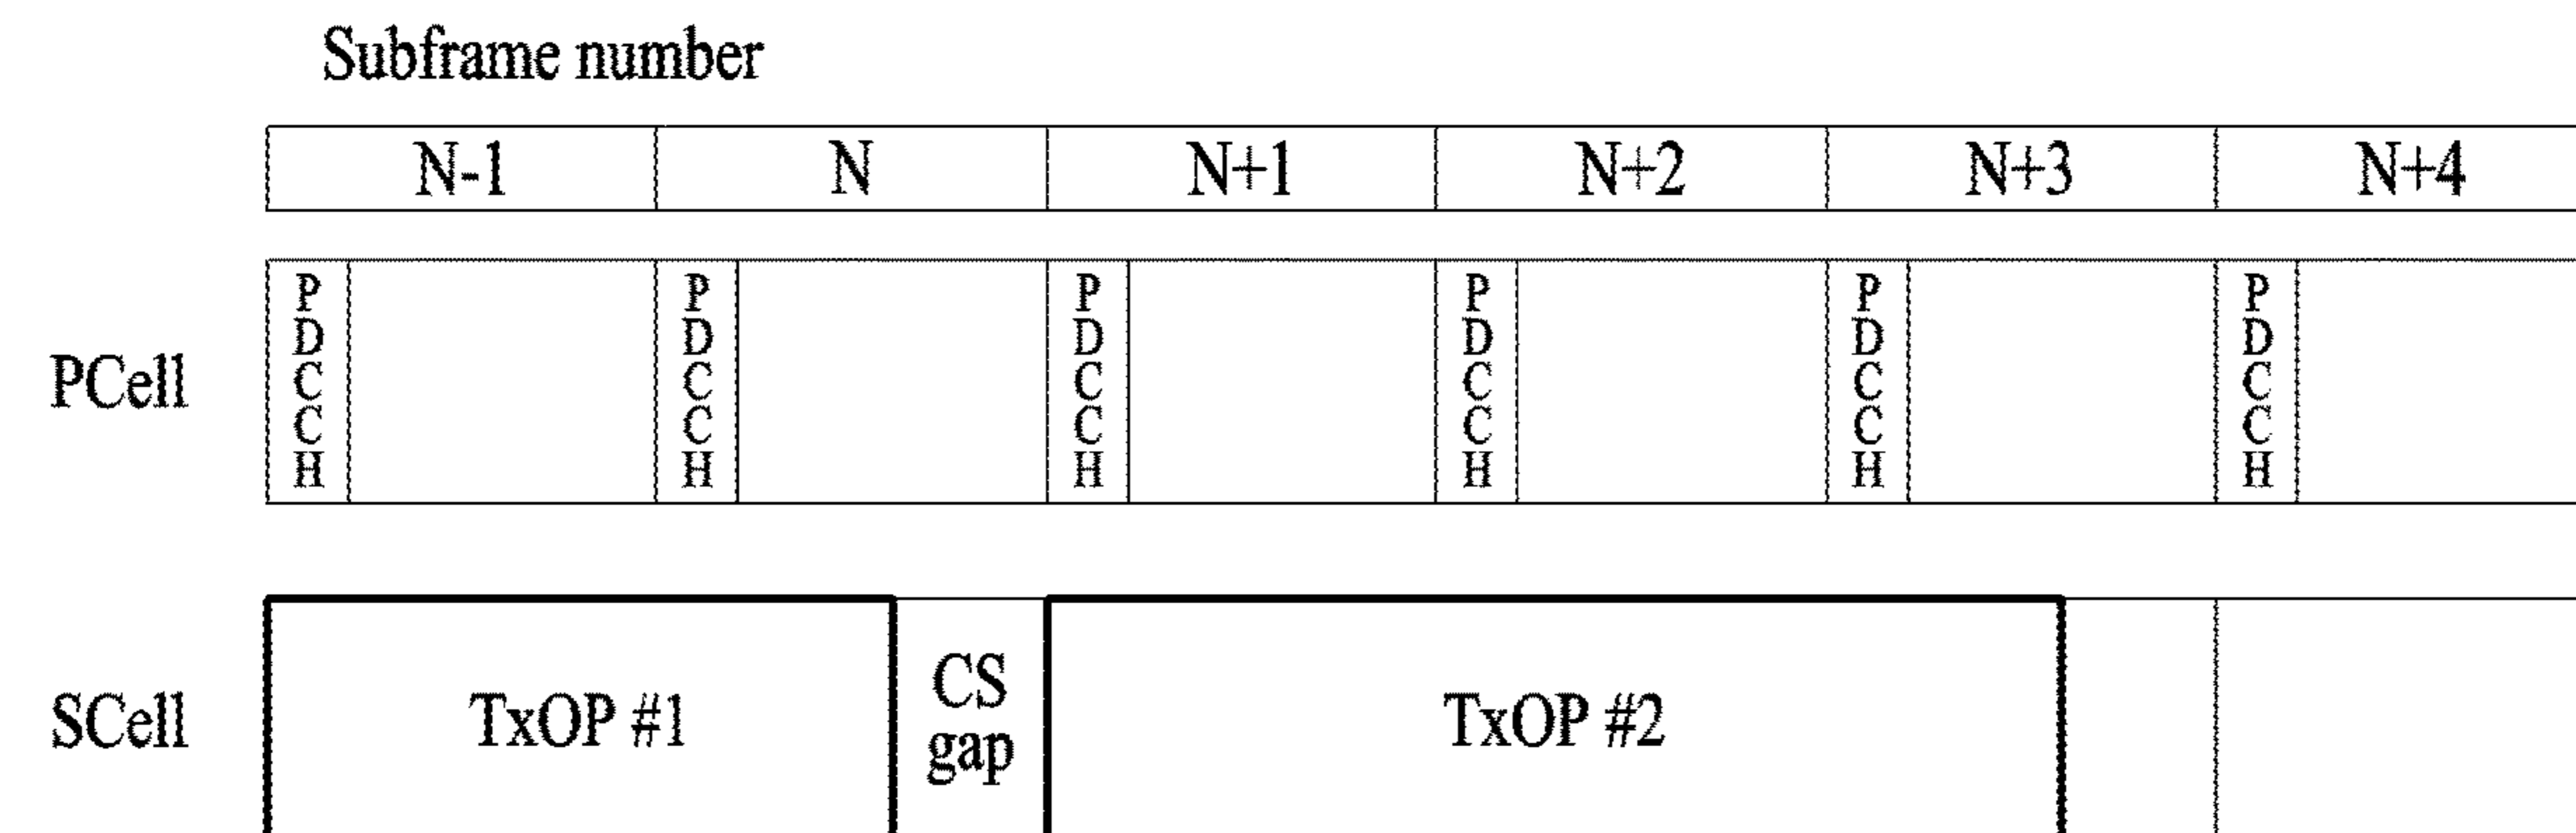 Subframe number
N-1 N N+1 N+2 N+3 N+4
PCell
PDCCH PDCCH PDCCH PDCCH PDCCH PDCCH
SCell
TxOP #1
CS
gap
TxOP #2